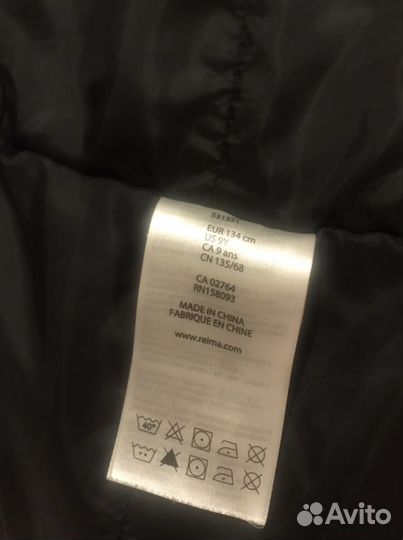 EUR 134 cm
US 9Y
CA 9 ans
CN 135/68
CA 02764
RN158093
MADE IN CHINA
FABRIQUE EN CHINE
www.reima.com
40°
Avito